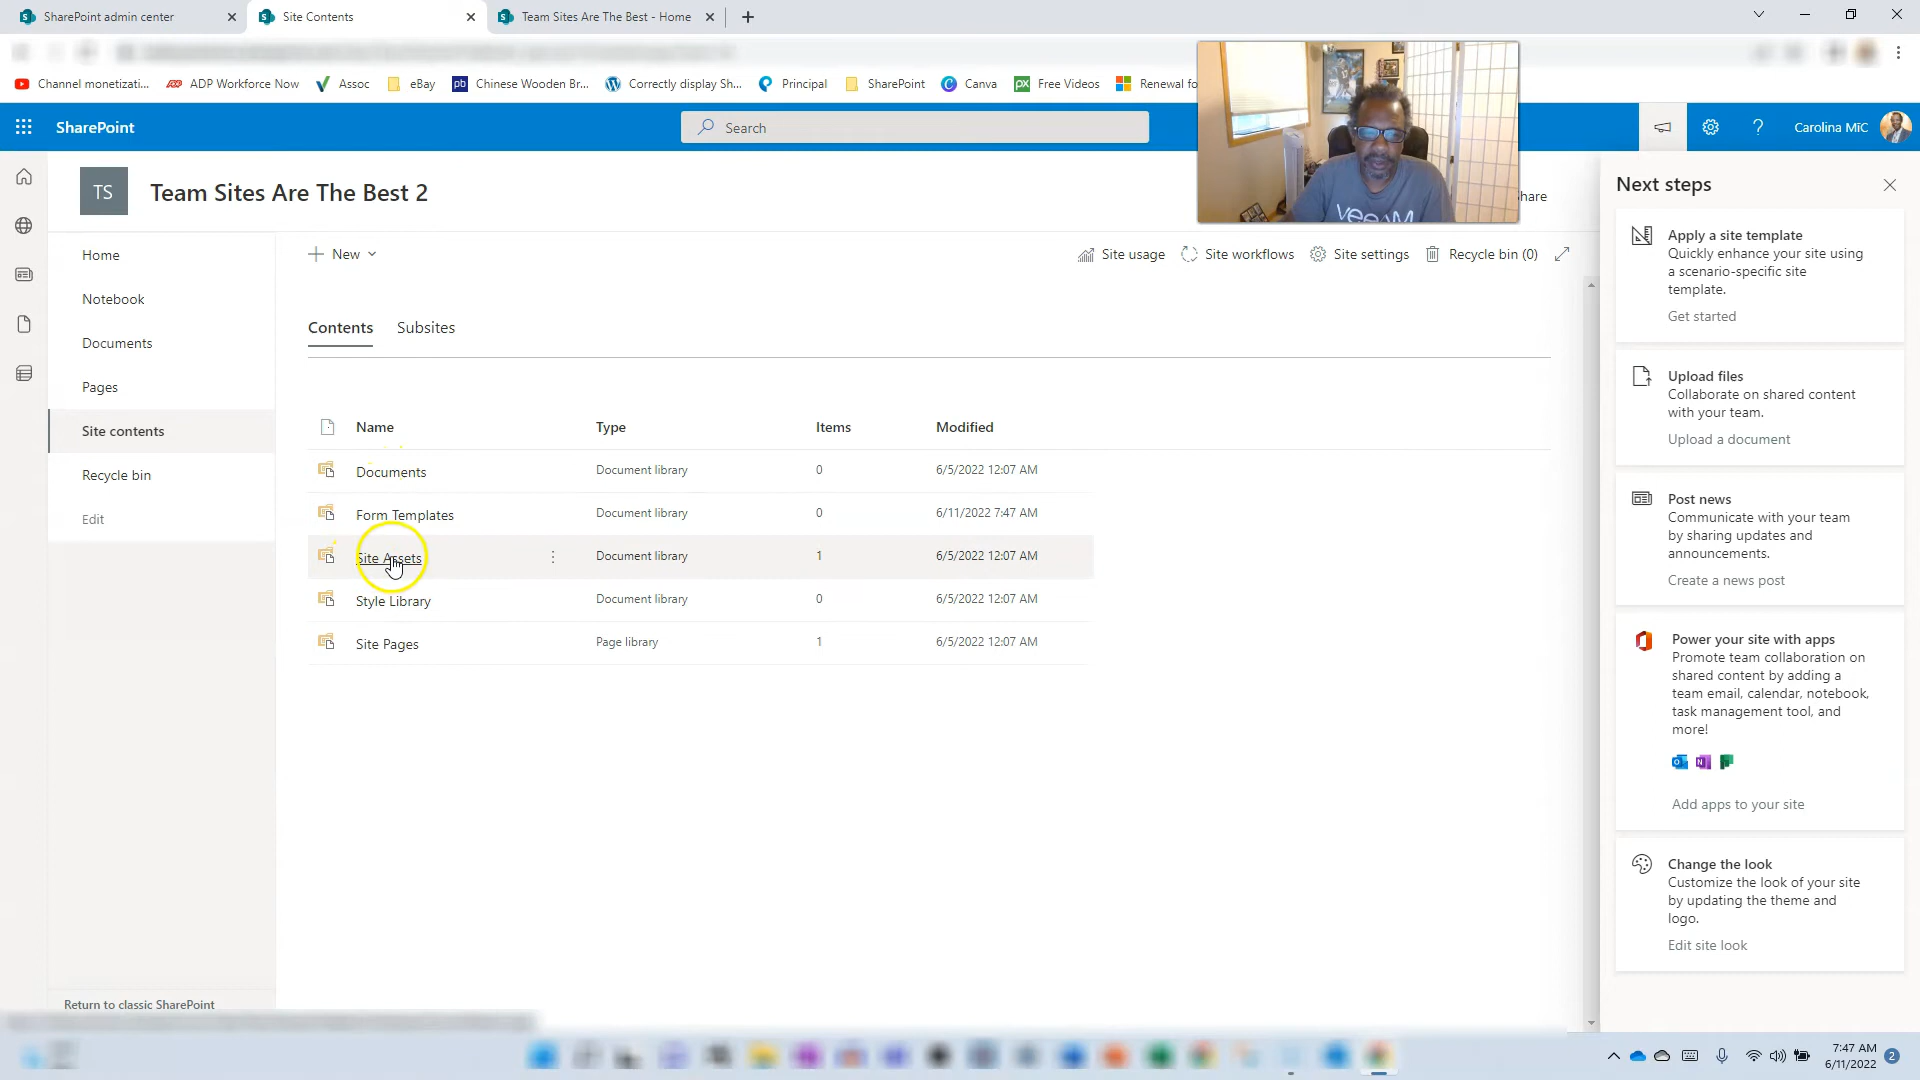 SharePoint admin center
Site Contents
Team Sites Are The Best - Home
Channel monetizati...
ADP Workforce Now
Assoc
eBay
pb
Chinese Wooden Br...
Correctly display Sh...
Principal
SharePoint
Canva
px
Free Videos
Renewal fo
SharePoint
Search
Carolina MiC
TS
Team Sites Are The Best 2
hare
veeAM
Next steps
Home
Notebook
Documents
Pages
Site contents
Recycle bin
Edit
Return to classic SharePoint
New
Site usage
Site workflows
Site settings
Recycle bin (0)
Contents
Subsites
Name
Type
Items
Modified
Documents
Document library
0
6/5/2022 12:07 AM
Form Templates
Document library
0
6/11/2022 7:47 AM
Site Assets
Document library
1
6/5/2022 12:07 AM
Style Library
Document library
0
6/5/2022 12:07 AM
Site Pages
Page library
1
6/5/2022 12:07 AM
Apply a site template
Quickly enhance your site using
a scenario-specific site
template.
Get started
Upload files
Collaborate on shared content
with your team.
Upload a document
Post news
Communicate with your team
by sharing updates and
announcements.
Create a news post
Power your site with apps
Promote team collaboration on
shared content by adding a
team email, calendar, notebook,
task management tool, and
more!
Add apps to your site
Change the look
Customize the look of your site
by updating the theme and
logo.
Edit site look
7:47 AM
6/11/2022
2